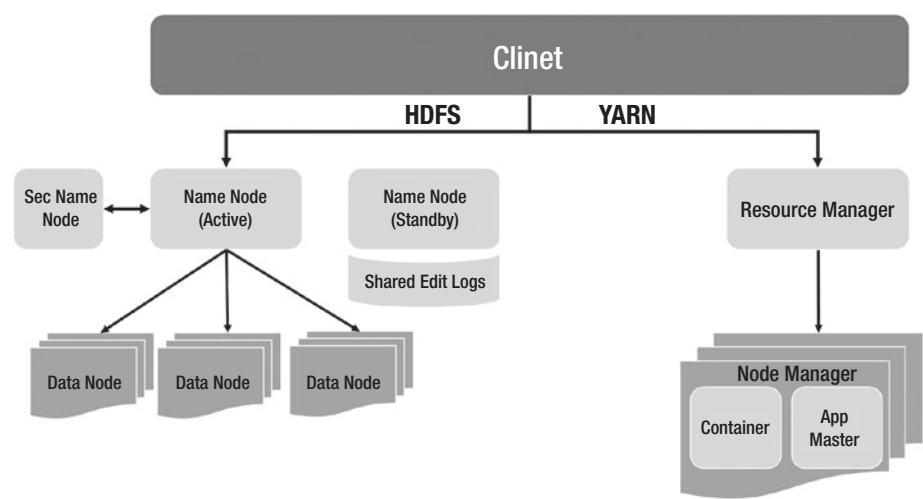 Clinet
HDFS
YARN
Sec Name
Node
Name Node
(Active)
Name Node
(Standby)
Resource Manager
Shared Edit Logs
Data Node
Data Node
Data Node
Node Manager
Container
App
Master